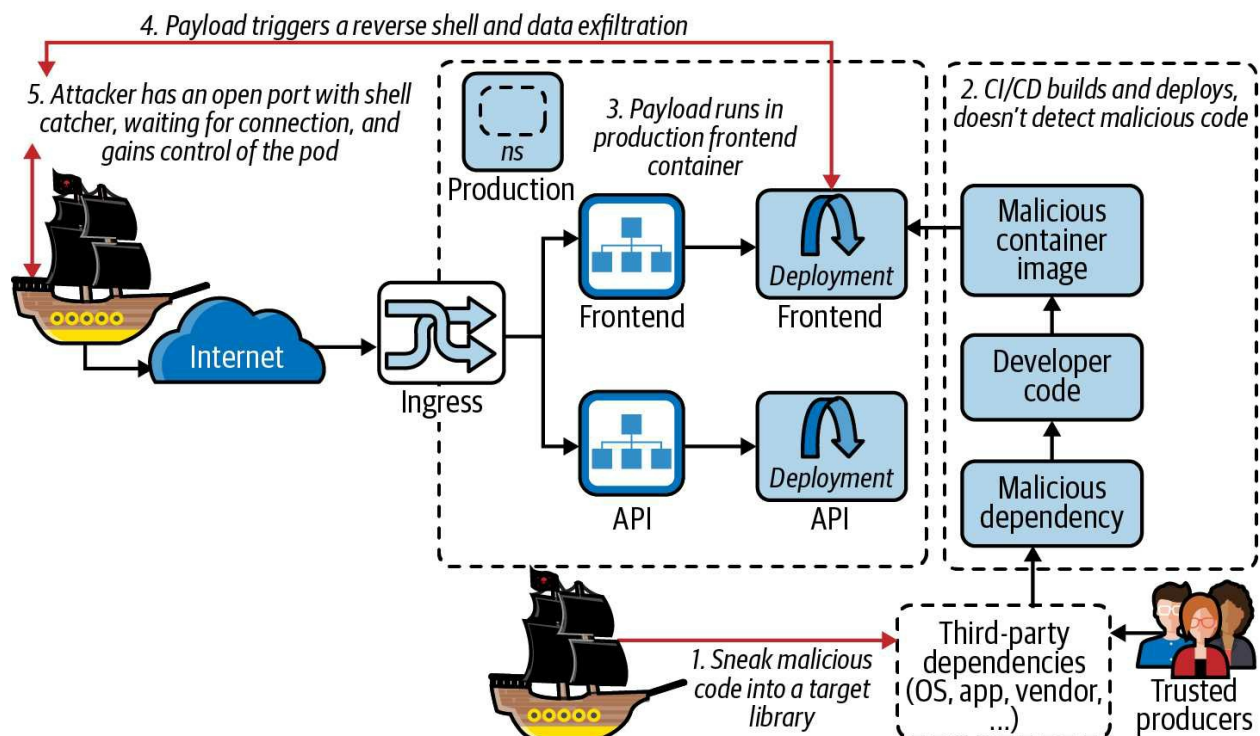 4. Payload triggers a reverse shell and data exfiltration
5. Attacker has an open port with shell
catcher, waiting for connection, and
gains control of the pod
ns
Production
3. Payload runs in
production frontend
container
2. CI/CD builds and deploys,
doesn’t detect malicious code
Internet
Ingress
Frontend
Deployment
Frontend
API
Deployment
API
Malicious
container
image
Developer
code
Malicious
dependency
1. Sneak malicious
code into a target
library
Third-party
dependencies
(OS, app, vendor,
...)
Trusted
producers